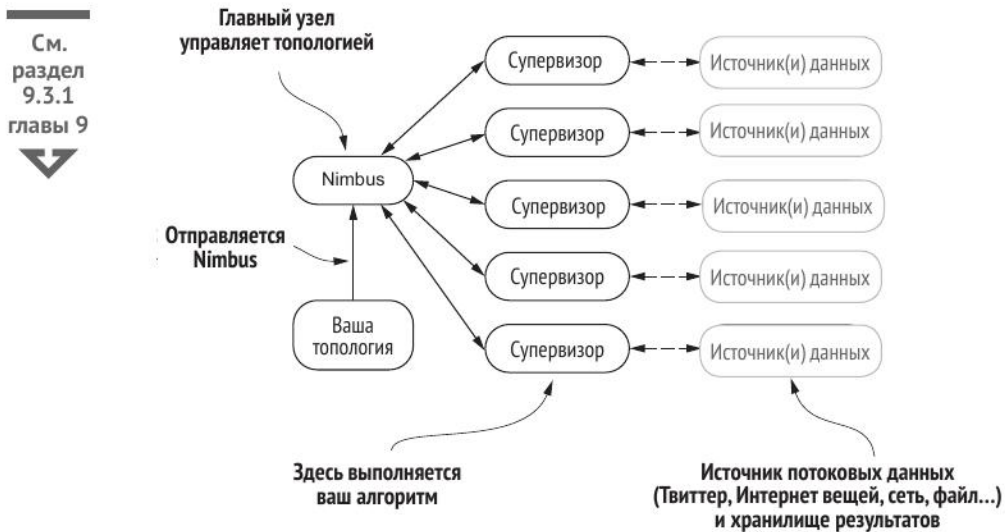 См.
раздел
9.3.1
главы 9
Главный узел
управляет топологией
Супервизор
Источник(и) данных
Супервизор
Источник(и) данных
Nimbus
Супервизор
Источник(и) данных
Отправляется
Nimbus
Супервизор
Источник(и) данных
Ваша
топология
Супервизор
Источник(и) данных
Здесь выполняется
ваш алгоритм
Источник потоковых данных
(Твиттер, Интернет вещей, сеть, файл...)
и хранилище результатов